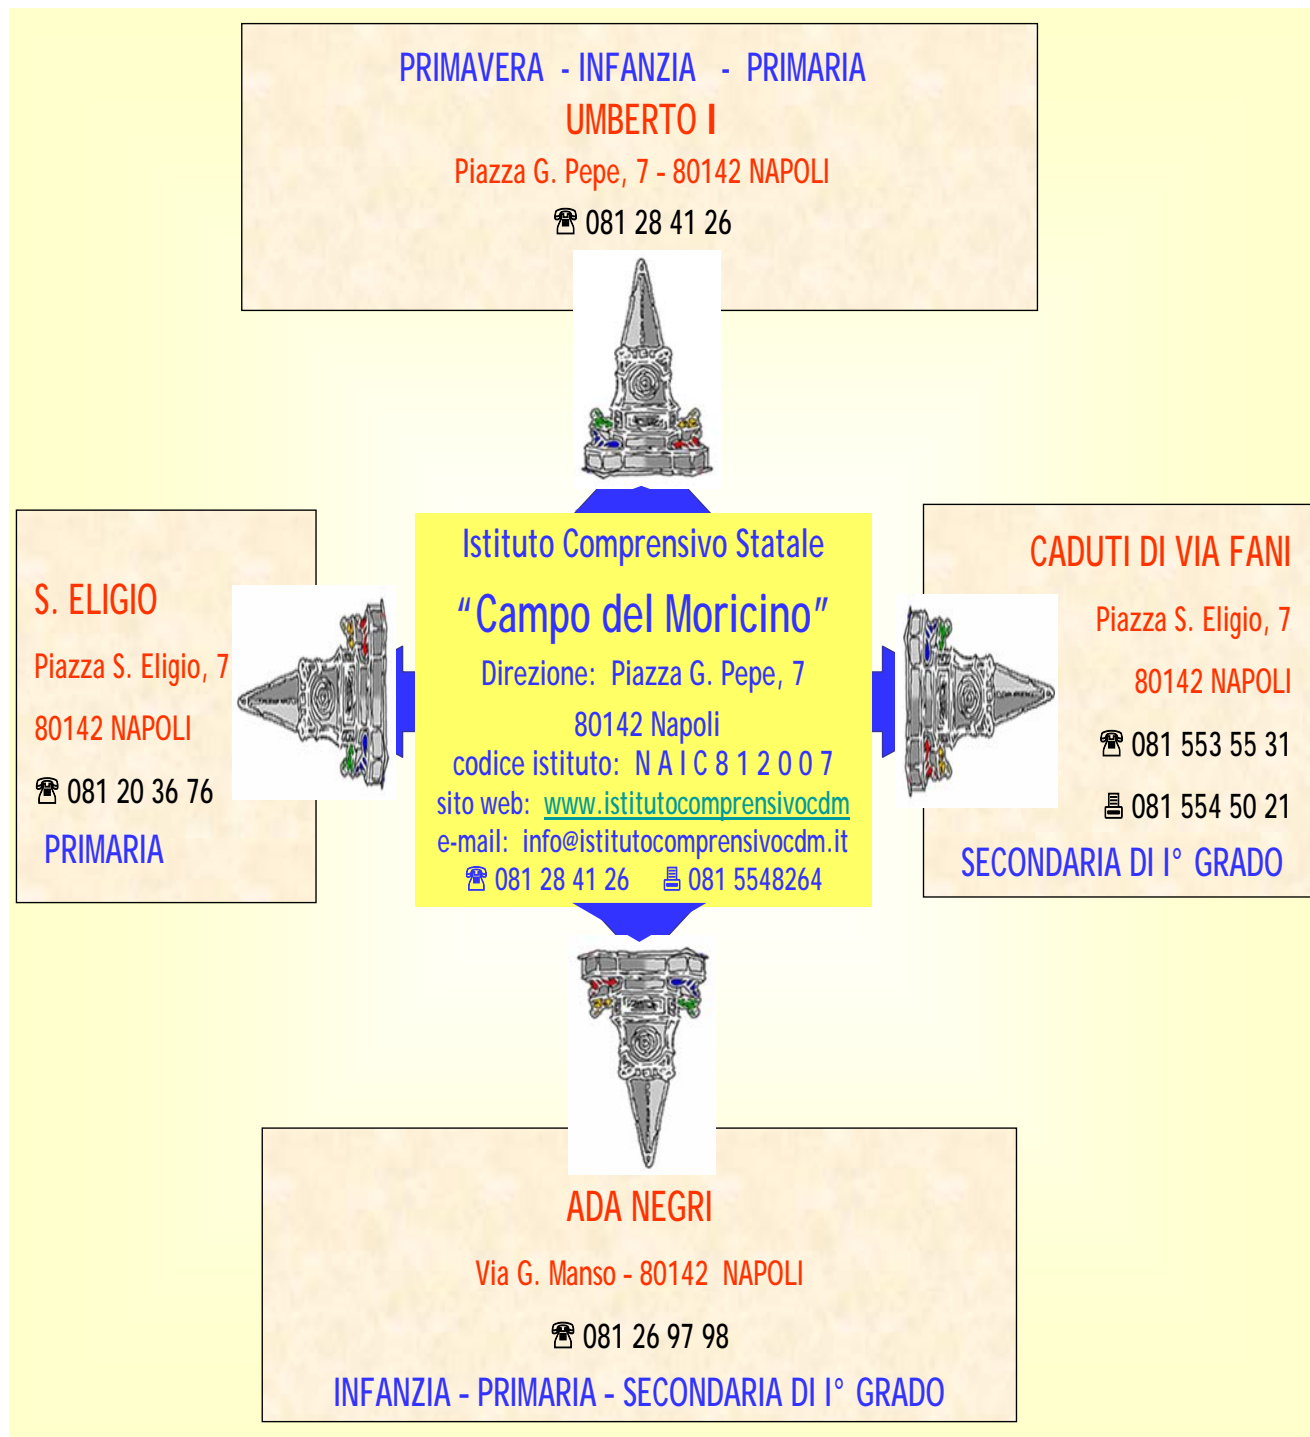 PRIMAVERA - INFANZIA - PRIMARIA
UMBERTO I
Piazza G. Pepe, 7 - 80142 NAPOLI
☎ 081 28 41 26
S. ELIGIO
Piazza S. Eligio, 7
80142 NAPOLI
☎ 081 20 36 76
PRIMARIA
Istituto Comprensivo Statale
“Campo del Moricino”
Direzione: Piazza G. Pepe, 7
80142 Napoli
codice istituto: N A I C 8 1 2 0 0 7
sito web: www.istitutocomprensivocdm
e-mail: info@istitutocomprensivocdm.it
☎ 081 28 41 26 081 5548264
CADUTI DI VIA FANI
Piazza S. Eligio, 7
80142 NAPOLI
☎ 081 553 55 31
081 554 50 21
SECONDARIA DI I° GRADO
ADA NEGRI
Via G. Manso – 80142 NAPOLI
☎ 081 26 97 98
INFANZIA – PRIMARIA – SECONDARIA DI I° GRADO